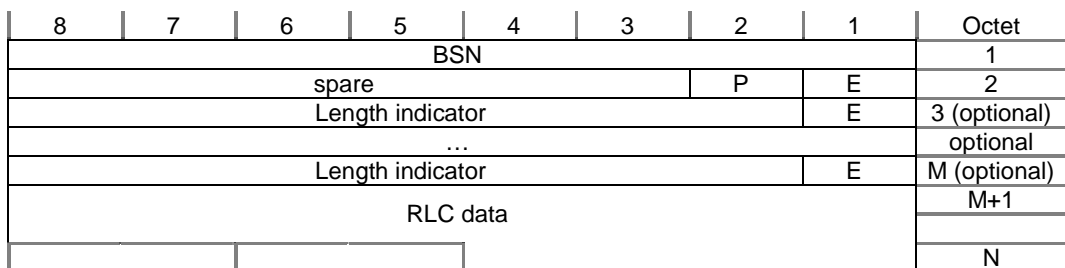 8 7 6 5 4 3 2 1 Octet
BSN 1
spare P E 2
Length indicator E 3 (optional)
… optional
Length indicator E M (optional)
RLC data M+1
N